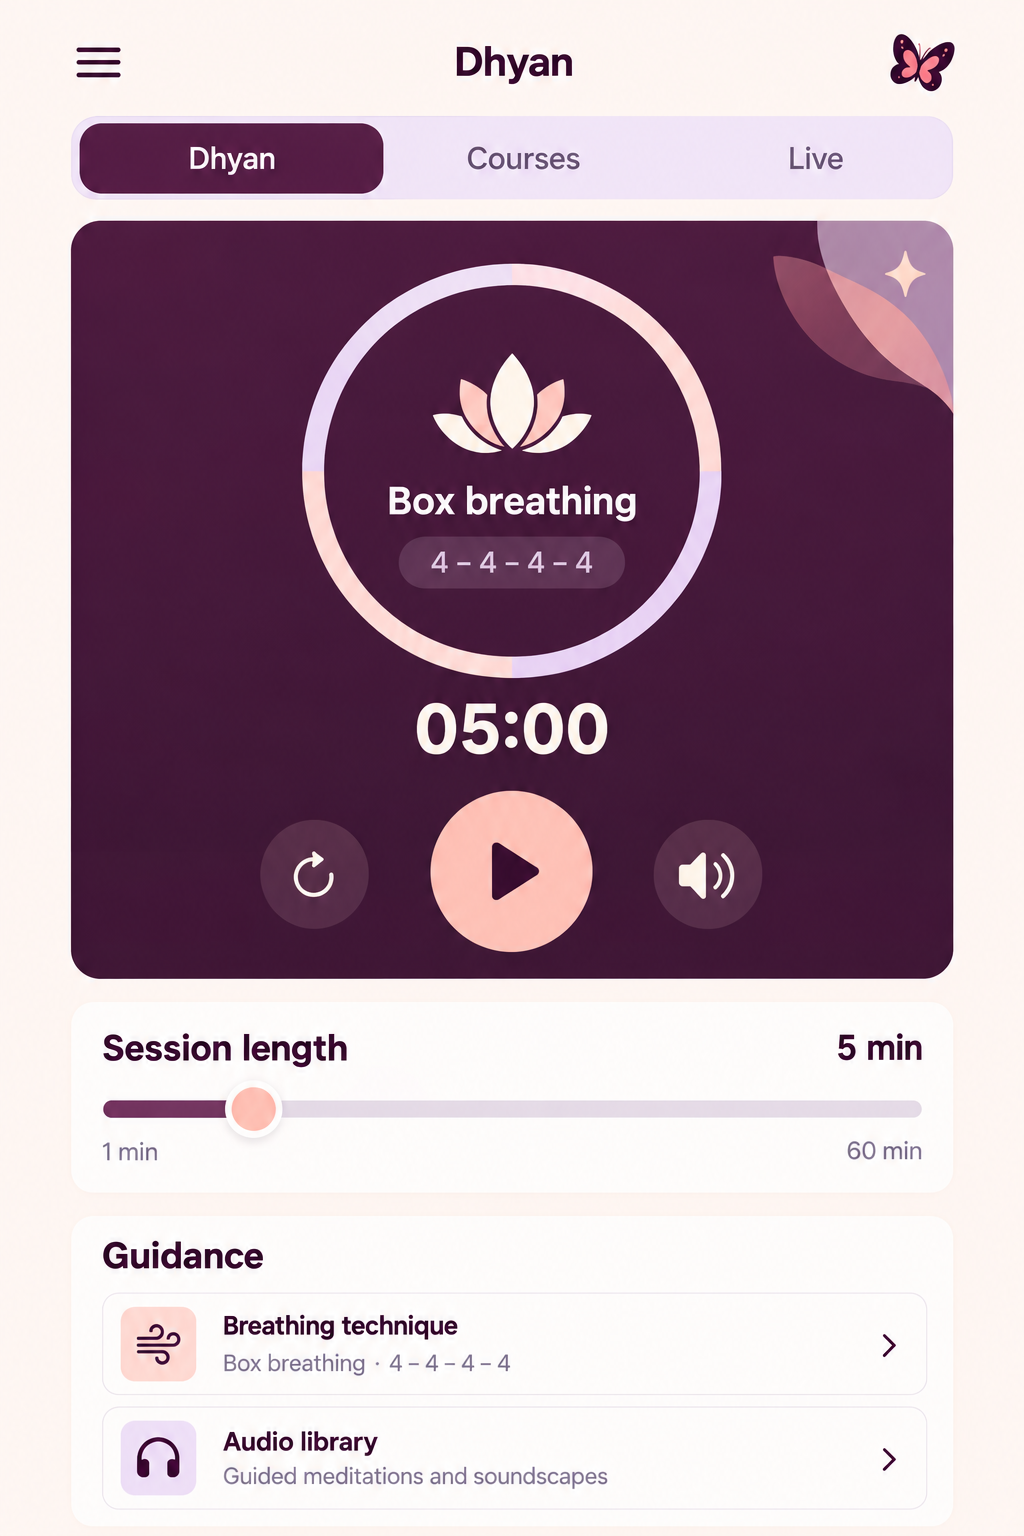 Dhyan
Dhyan
Courses
Live
Box breathing
4 – 4 – 4 – 4
05:00
Session length
5 min
1 min
60 min
Guidance
Breathing technique
Box breathing · 4 – 4 – 4 – 4
Audio library
Guided meditations and soundscapes